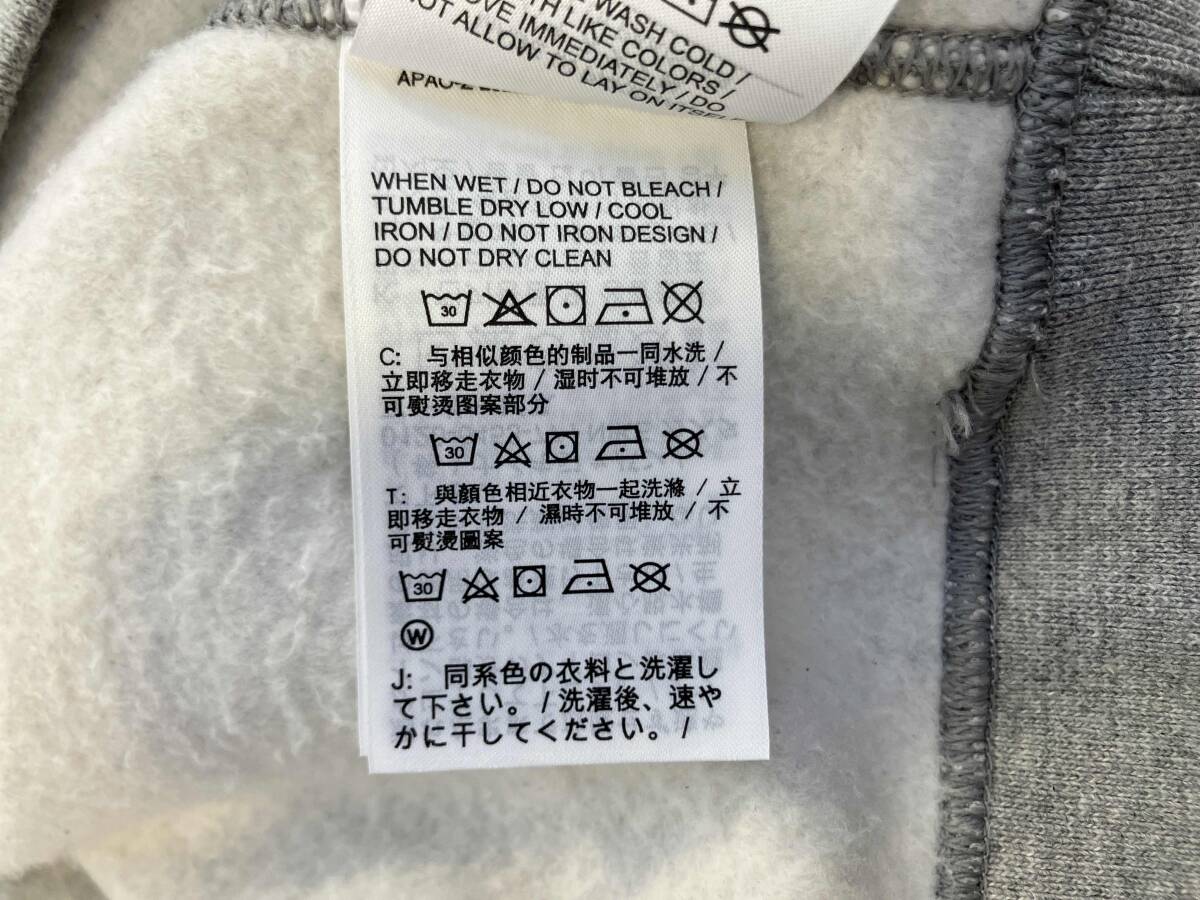 WASH COLD /
LIKE COLORS /
IMMEDIATELY / DO
ALLOW TO LAY ON
WHEN WET / DO NOT BLEACH /
TUMBLE DRY LOW / COOL
IRON / DO NOT IRON DESIGN /
DO NOT DRY CLEAN
30
C: 与相似颜色的制品一同水洗 /
立即移走衣物 / 湿时不可堆放 / 不
可熨烫图案部分
30
T: 與顏色相近衣物一起洗滌 / 立
即移走衣物 / 濕時不可堆放 / 不
可熨燙圖案
30
W
J: 同系色の衣料と洗濯し
て下さい。/ 洗濯後、速や
かに干してください。/